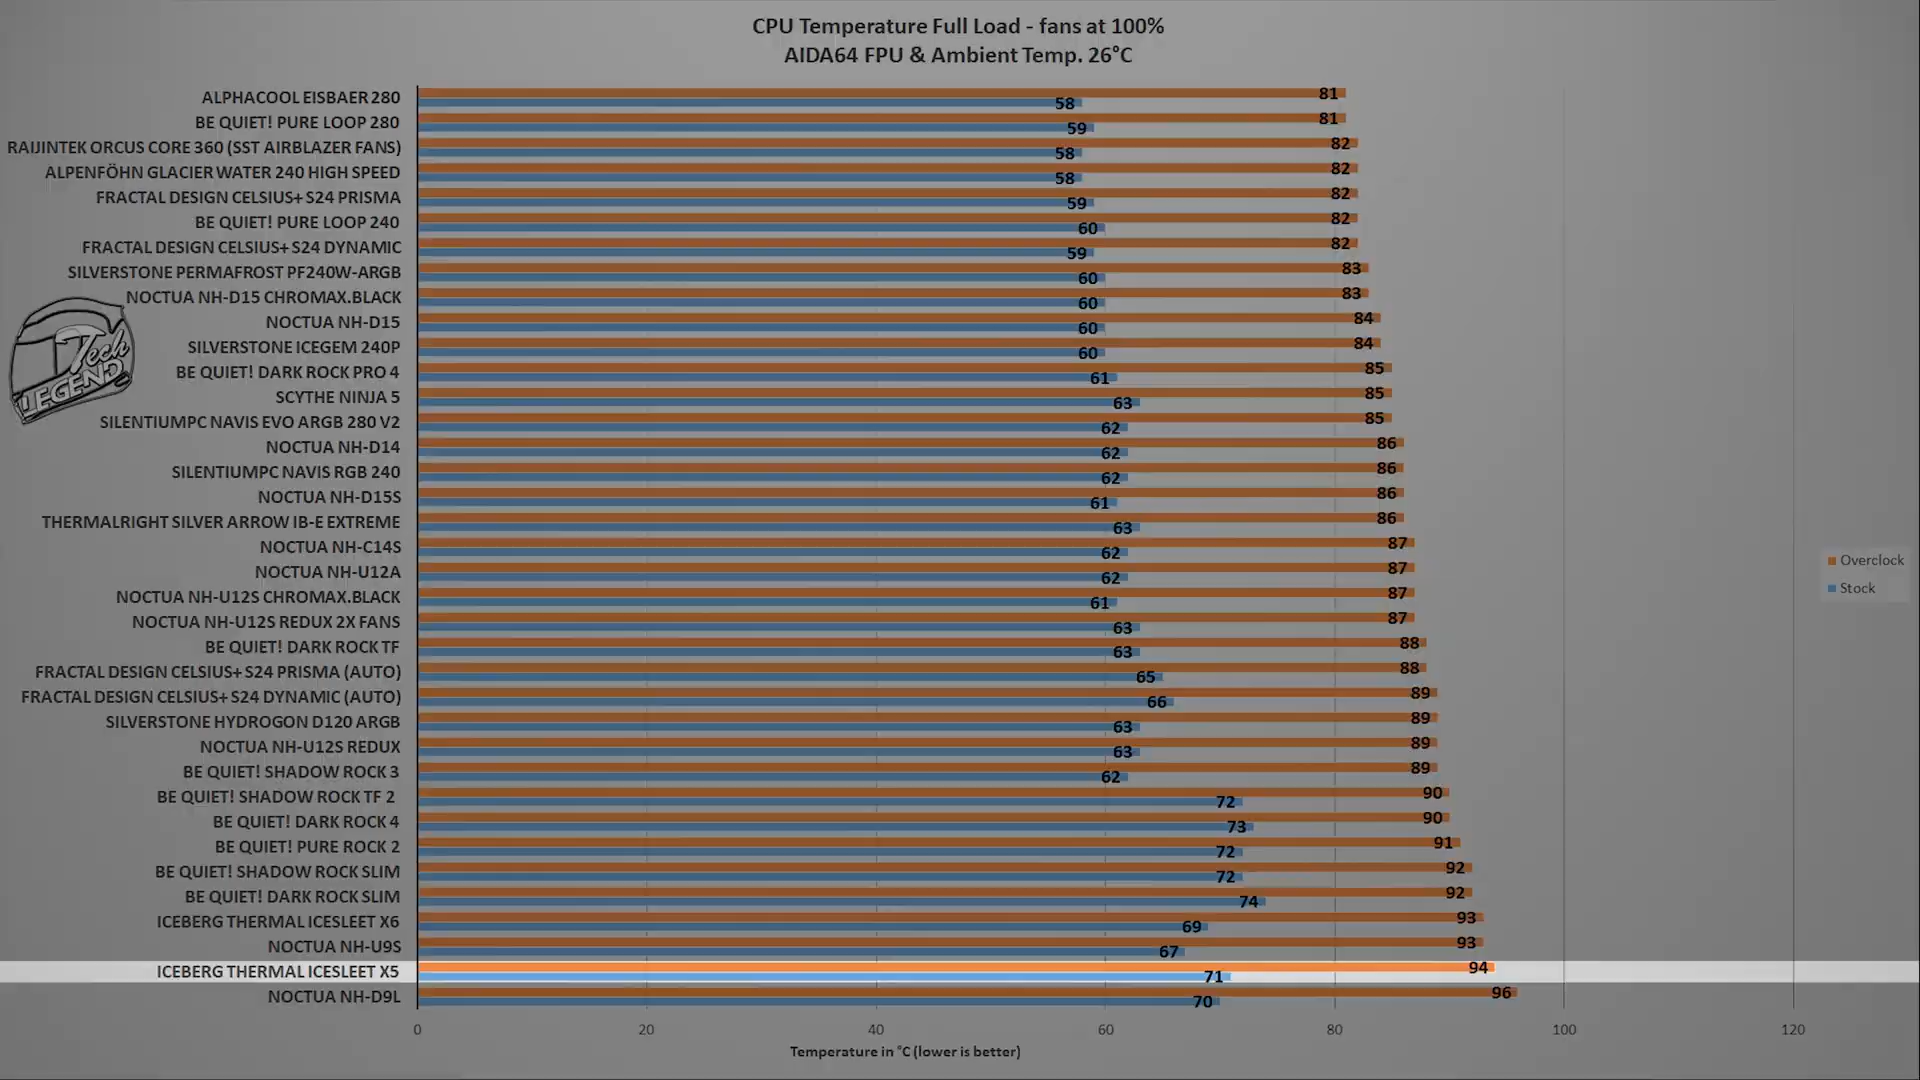 CPU Temperature Full Load - fans at 100%
AIDA64 FPU & Ambient Temp. 26°C
ALPHACOOL EISBAER 280 81 58
BE QUIET! PURE LOOP 280 81 59
RAIJINTEK ORCUS CORE 360 (SST AIRBLAZER FANS) 82 58
ALPENFÖHN GLACIER WATER 240 HIGH SPEED 82 58
FRACTAL DESIGN CELSIUS+ S24 PRISMA 82 59
BE QUIET! PURE LOOP 240 82 60
FRACTAL DESIGN CELSIUS+ S24 DYNAMIC 82 59
SILVERSTONE PERMAFROST PF240W-ARGB 83 60
NOCTUA NH-D15 CHROMAX.BLACK 83 60
NOCTUA NH-D15 84 60
SILVERSTONE ICEGEM 240P 84 60
BE QUIET! DARK ROCK PRO 4 85 61
SCYTHE NINJA 5 85 63
SILENTIUMPC NAVIS EVO ARGB 280 V2 85 62
NOCTUA NH-D14 86 62
SILENTIUMPC NAVIS RGB 240 86 62
NOCTUA NH-D15S 86 61
THERMALRIGHT SILVER ARROW IB-E EXTREME 86 63
NOCTUA NH-C14S 87 62
NOCTUA NH-U12A 87 62
NOCTUA NH-U12S CHROMAX.BLACK 87 61
NOCTUA NH-U12S REDUX 2X FANS 87 63
BE QUIET! DARK ROCK TF 88 63
FRACTAL DESIGN CELSIUS+ S24 PRISMA (AUTO) 88 65
FRACTAL DESIGN CELSIUS+ S24 DYNAMIC (AUTO) 89 66
SILVERSTONE HYDROGON D120 ARGB 89 63
NOCTUA NH-U12S REDUX 89 63
BE QUIET! SHADOW ROCK 3 89 62
BE QUIET! SHADOW ROCK TF 2 90 72
BE QUIET! DARK ROCK 4 90 73
BE QUIET! PURE ROCK 2 91 72
BE QUIET! SHADOW ROCK SLIM 92 72
BE QUIET! DARK ROCK SLIM 92 74
ICEBERG THERMAL ICESLEET X6 93 69
NOCTUA NH-U9S 93 67
ICEBERG THERMAL ICESLEET X5 94 71
NOCTUA NH-D9L 96 70
0 20 40 60 80 100 120
Temperature in °C (lower is better)
Overclock
Stock
Tech
LEGEND